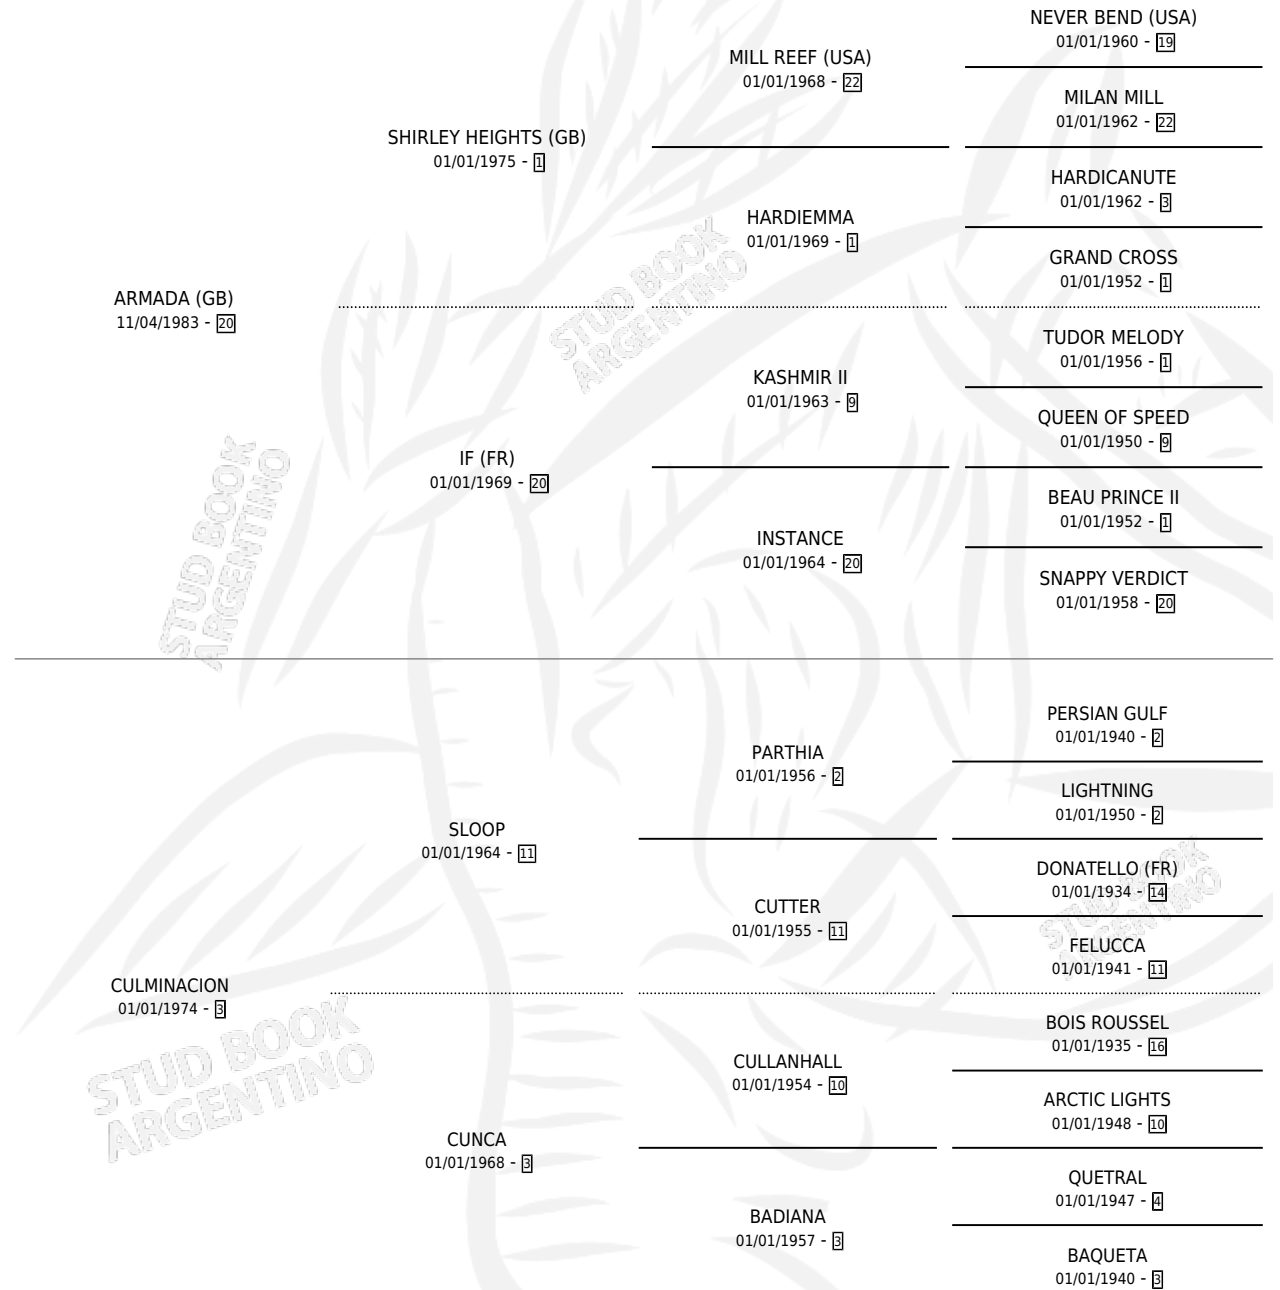 NEVER BEND (USA)
01/01/1960 - 19
MILL REEF (USA)
01/01/1968 - 22
MILAN MILL
01/01/1962 - 22
SHIRLEY HEIGHTS (GB)
01/01/1975 - 1
HARDICANUTE
01/01/1962 - 3
HARDIEMMA
01/01/1969 - 1
GRAND CROSS
01/01/1952 - 1
ARMADA (GB)
11/04/1983 - 20
STUD BOOK
ARGENTINO
TUDOR MELODY
01/01/1956 - 1
KASHMIR II
01/01/1963 - 9
QUEEN OF SPEED
01/01/1950 - 9
IF (FR)
01/01/1969 - 20
STUD BOOK
ARGENTINO
BEAU PRINCE II
01/01/1952 - 1
INSTANCE
01/01/1964 - 20
SNAPPY VERDICT
01/01/1958 - 20
PERSIAN GULF
01/01/1940 - 2
PARTHIA
01/01/1956 - 2
LIGHTNING
01/01/1950 - 2
SLOOP
01/01/1964 - 11
DONATELLO (FR)
01/01/1934 - 14
STUD BOOK
ARGENTINO
CUTTER
01/01/1955 - 11
FELUCCA
01/01/1941 - 11
CULMINACION
01/01/1974 - 3
STUD BOOK
ARGENTINO
BOIS ROUSSEL
01/01/1935 - 16
CULLANHALL
01/01/1954 - 10
ARCTIC LIGHTS
01/01/1948 - 10
CUNCA
01/01/1968 - 3
QUETRAL
01/01/1947 - 4
BADIANA
01/01/1957 - 3
BAQUETA
01/01/1940 - 3